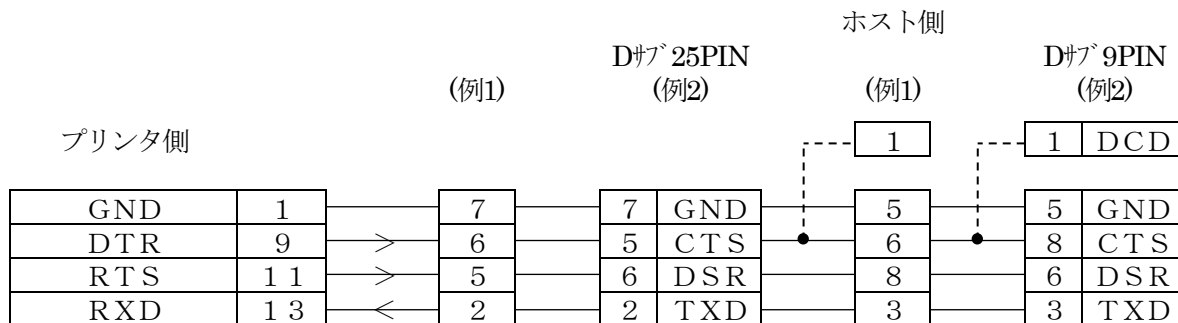 ホスト側
Dｻﾌﾞ25PIN Dｻﾌﾞ9PIN
(例1) (例2) (例1) (例2)
プリンタ側 1 1 DCD
GND 1 7 7 GND 5 5 GND
DTR 9 6 5 CTS 6 8 CTS
RTS 11 5 6 DSR 8 6 DSR
RXD 13 2 2 TXD 3 3 TXD